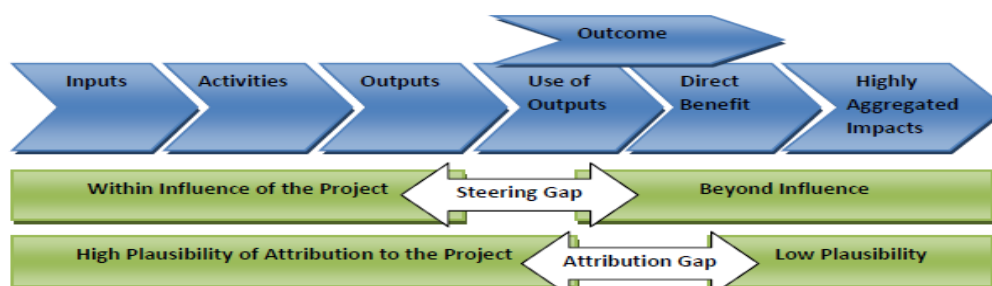 Outcome
Inputs
Activities
Outputs
Use of
Outputs
Direct
Benefit
Highly
Aggregated
Impacts
Within Influence of the Project
Steering Gap
Beyond Influence
High Plausibility of Attribution to the Project
Attribution Gap
Low Plausibility